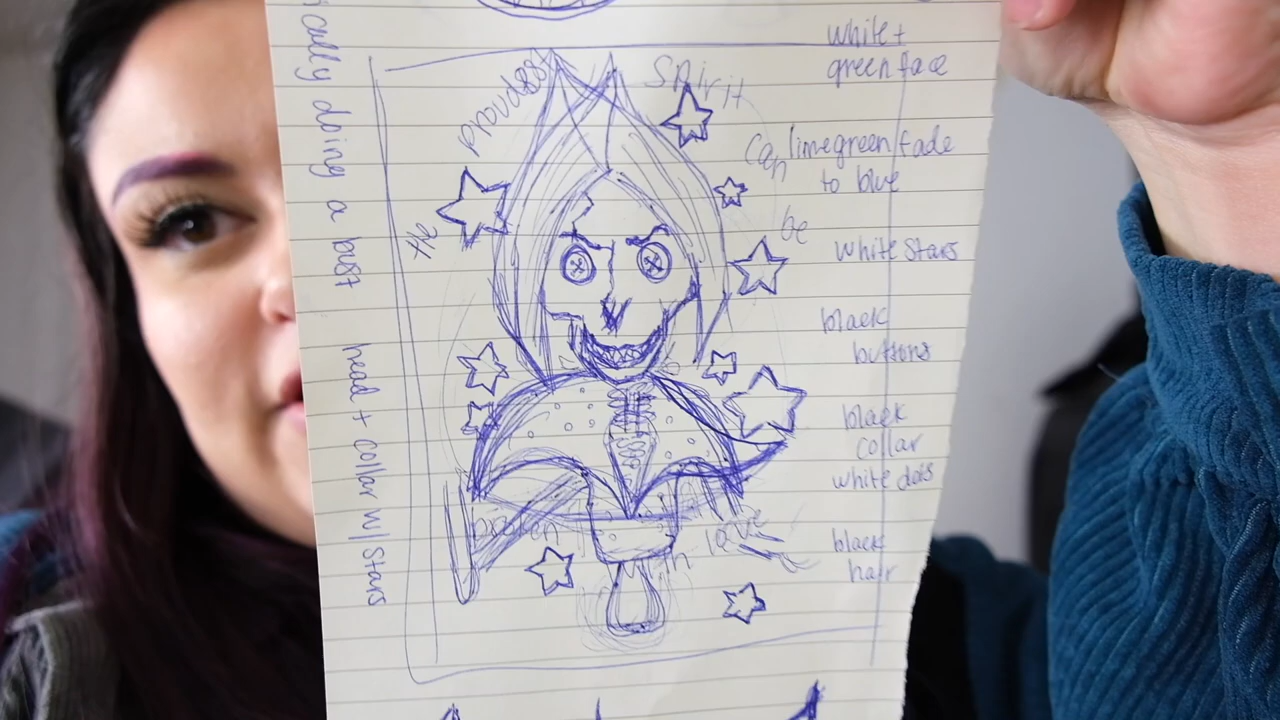 cally doing a bust head + collar w/ stars
the proudest spirit
can be
broken
in love
white +
green face
limegreen fade
to blue
white stars
black
buttons
black
collar
white dots
black
hair